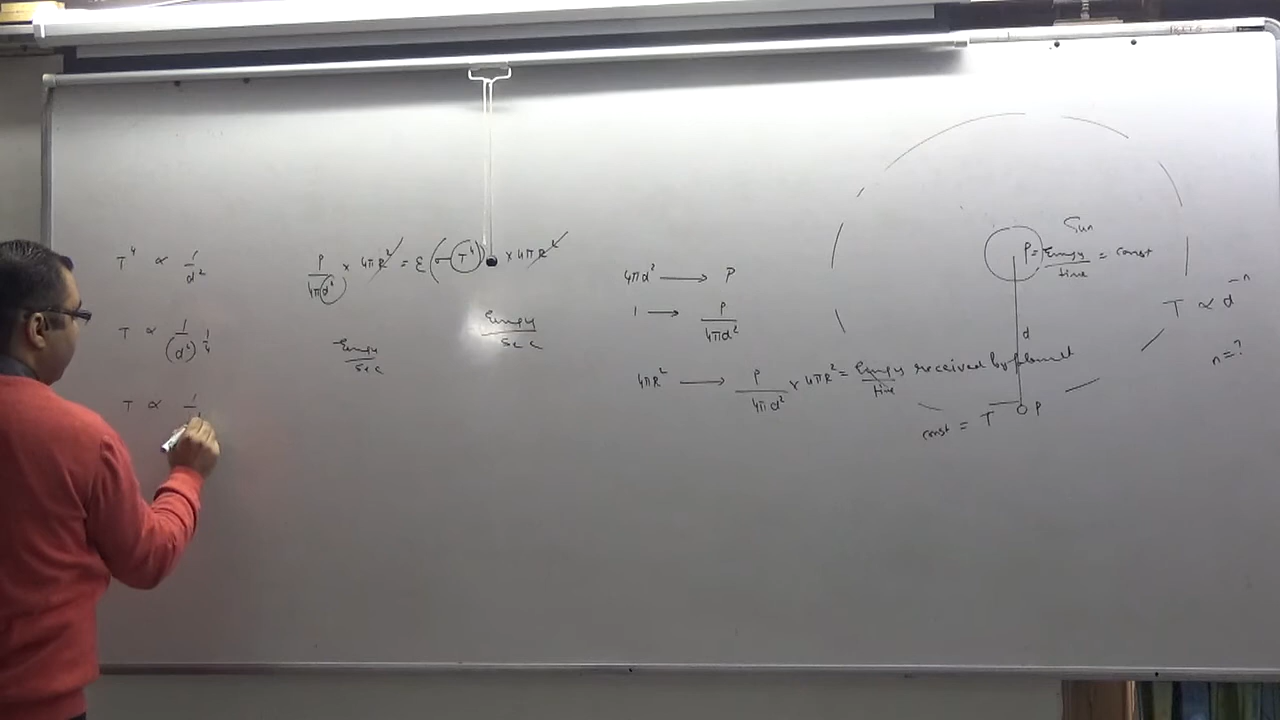 T⁴ ∝ 1/d²
T ∝ 1/(d²)^1/4
T ∝ 1/
P/4πd² × 4πR² = ε(σT⁴) × 4πR²
Energy/sec
Energy/sec
4πd² → P
1 → P/4πd²
4πR² → P/4πd² × 4πR² = Energy/time received by planet
Sun
P = Energy/time = const
d
const = T P
T ∝ d⁻ⁿ
n = ?